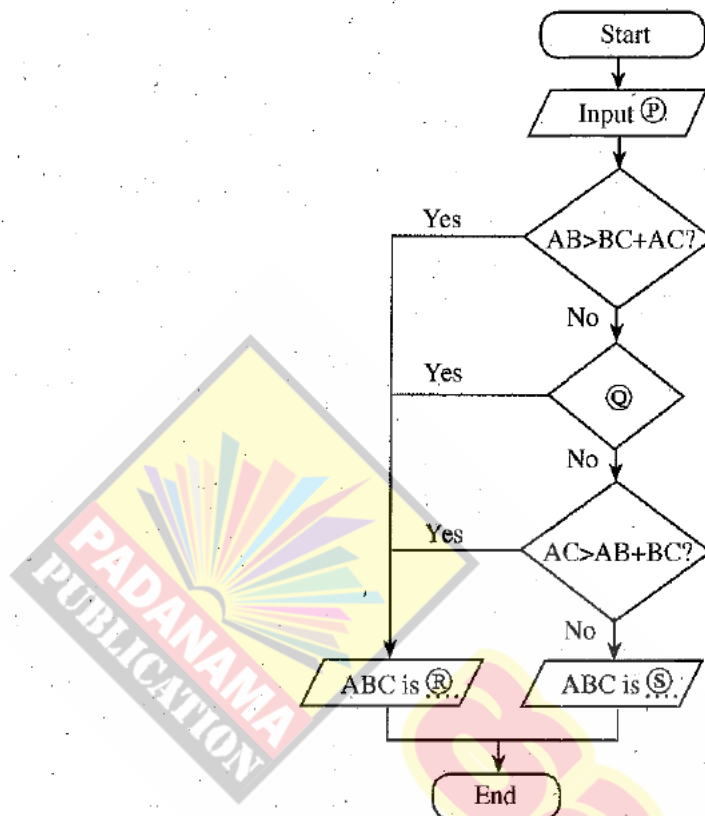 Start
Input Ⓟ
Yes
AB>BC+AC?
No
Yes
Ⓠ
No
Yes
AC>AB+BC?
No
ABC is Ⓡ....
ABC is Ⓢ....
End
PADANAMA
PUBLICATION